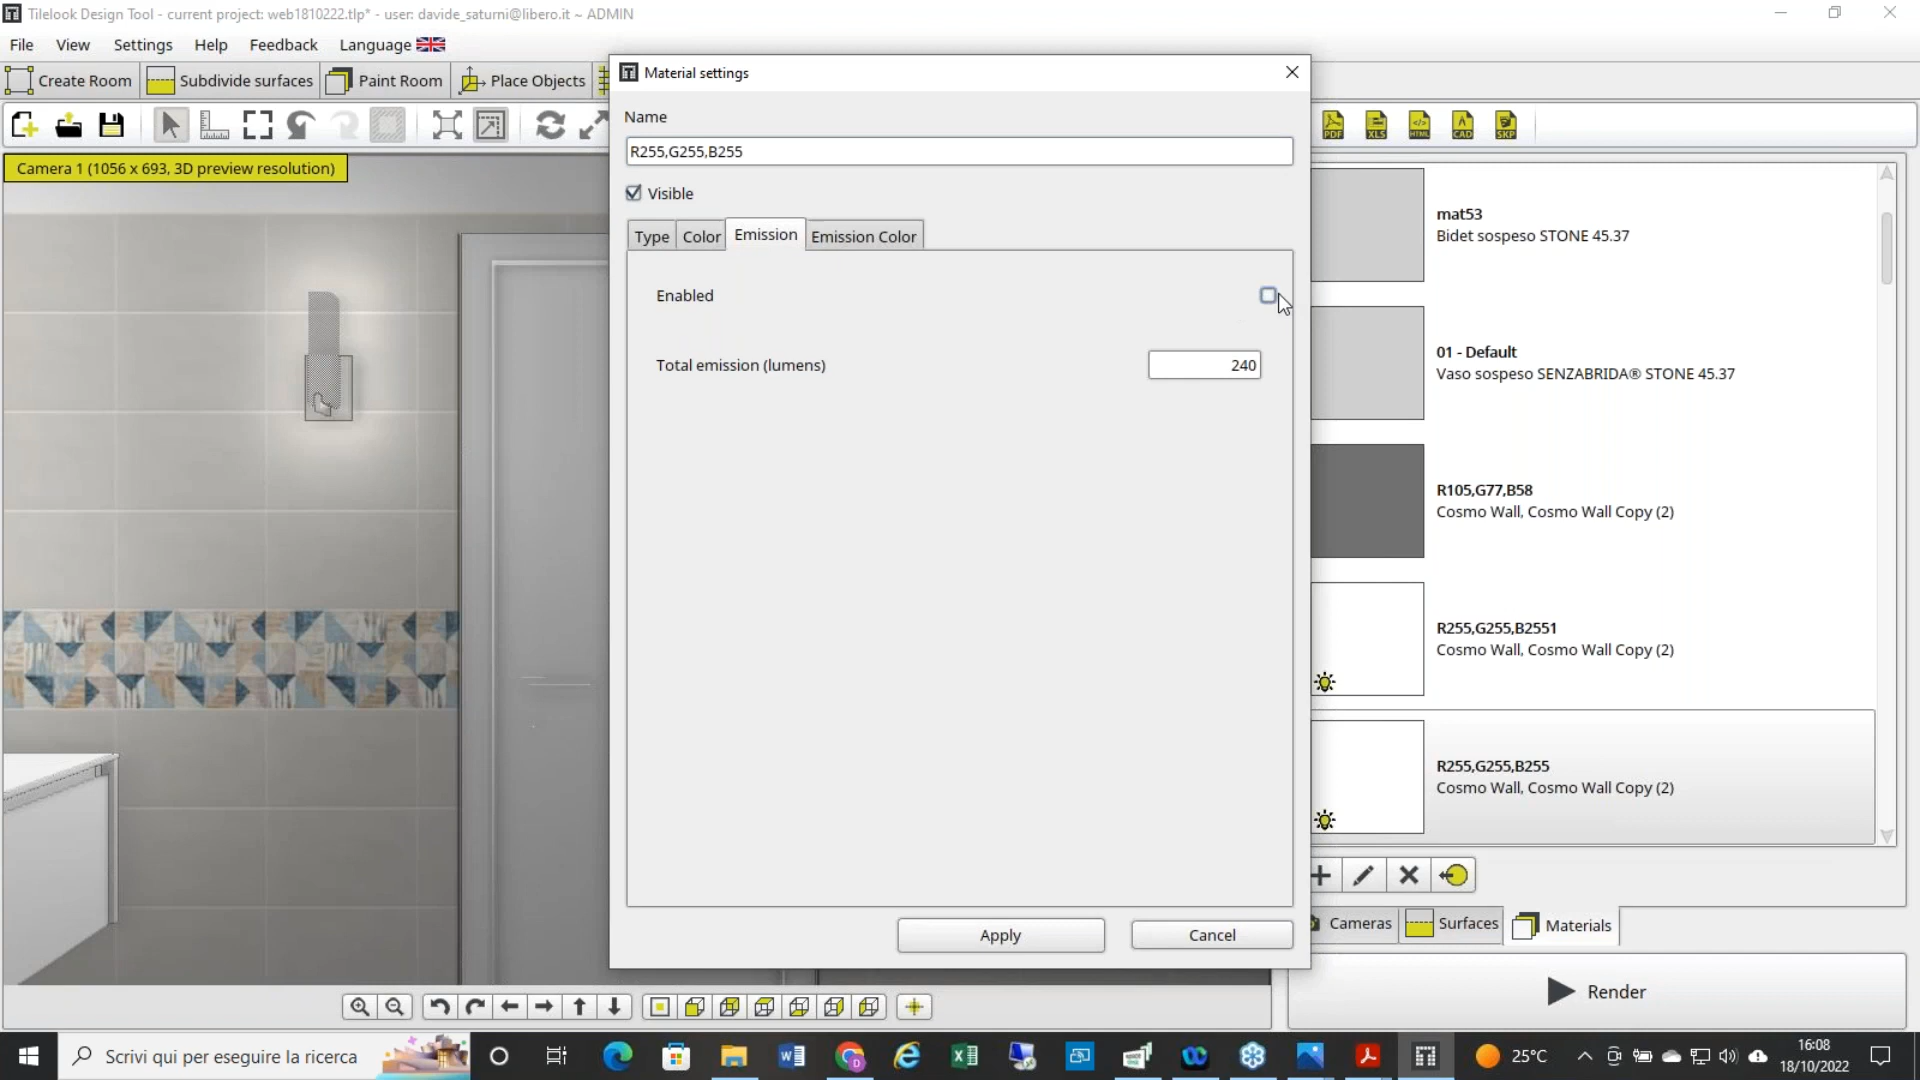 Tilelook Design Tool - current project: web1810222.tlp* - user: davide_saturni@libero.it ~ ADMIN
File View Settings Help Feedback Language
Create Room Subdivide surfaces Paint Room Place Objects
Material settings
Name
R255,G255,B255
Visible
Type Color Emission Emission Color
Enabled
Total emission (lumens) 240
Apply Cancel
PDF XLS HTML CAD SKP
Camera 1 (1056 x 693, 3D preview resolution)
mat53
Bidet sospeso STONE 45.37
01 - Default
Vaso sospeso SENZABRIDA® STONE 45.37
R105,G77,B58
Cosmo Wall, Cosmo Wall Copy (2)
R255,G255,B2551
Cosmo Wall, Cosmo Wall Copy (2)
R255,G255,B255
Cosmo Wall, Cosmo Wall Copy (2)
Cameras Surfaces Materials
Render
Scrivi qui per eseguire la ricerca
25°C
16:08
18/10/2022